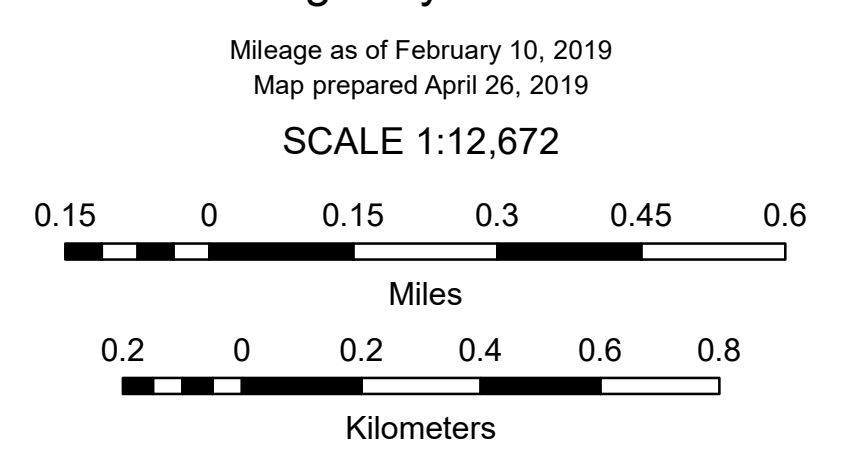 Mileage as of February 10, 2019
Map prepared April 26, 2019
SCALE 1:12,672
0.15 0 0.15 0.3 0.45 0.6
Miles
0.2 0 0.2 0.4 0.6 0.8
Kilometers